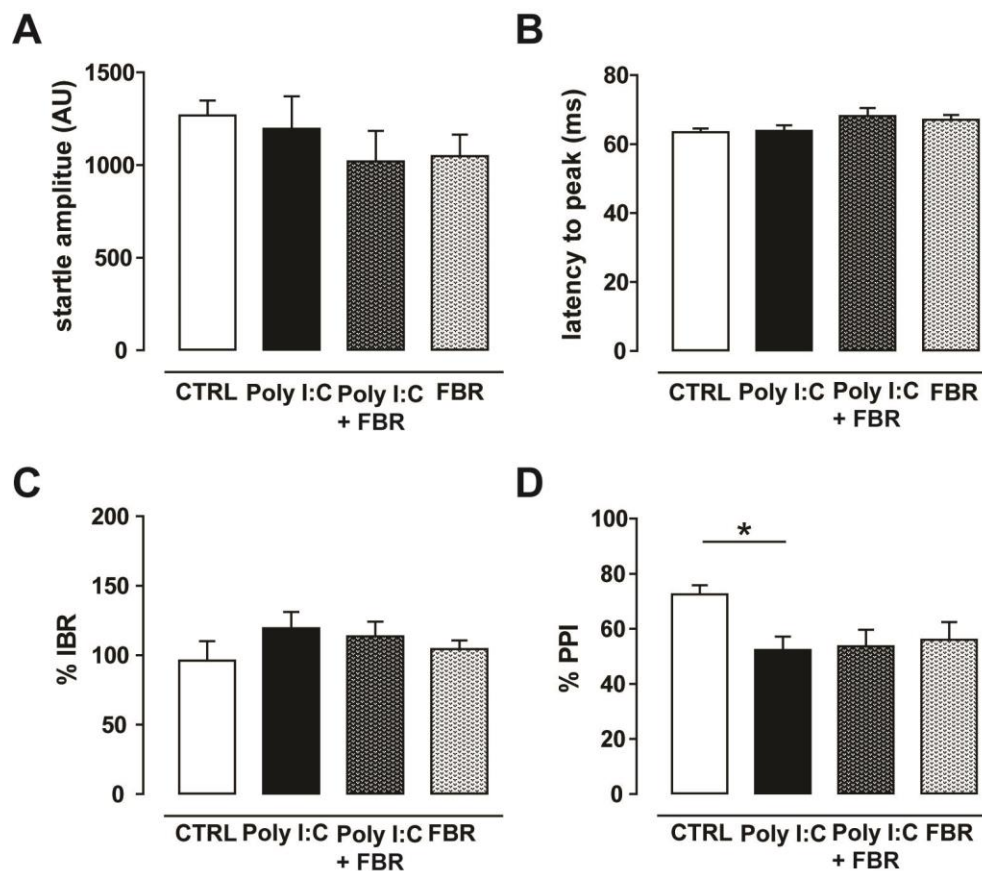 A
startle amplitue (AU)
1500
1000
500
0
CTRL Poly I:C Poly I:C FBR
+ FBR
B
latency to peak (ms)
80
60
40
20
0
CTRL Poly I:C Poly I:C FBR
+ FBR
C
% IBR
200
150
100
50
0
CTRL Poly I:C Poly I:C FBR
+ FBR
D
% PPI
100
80
60
40
20
0
*
CTRL Poly I:C Poly I:C FBR
+ FBR